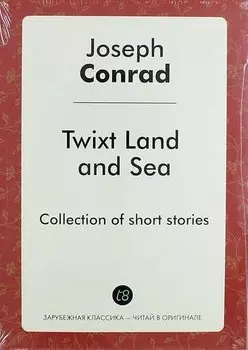 Joseph
Conrad
Twixt Land
and Sea
Collection of short stories
t8
ЗАРУБЕЖНАЯ КЛАССИКА – ЧИТАЙ В ОРИГИНАЛЕ